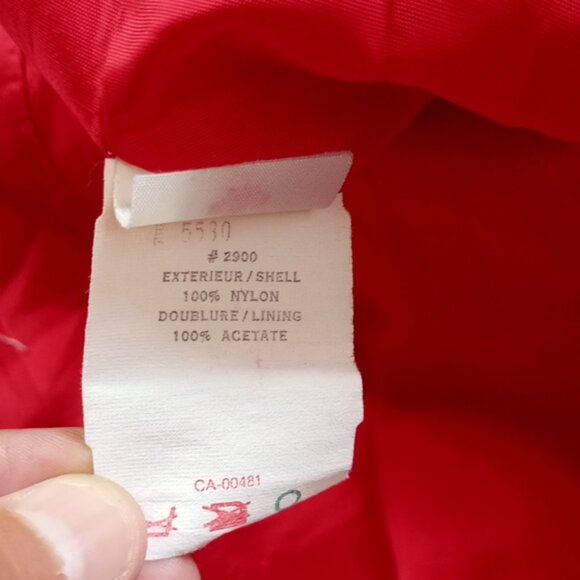 5530
# 2900
EXTERIEUR/SHELL
100% NYLON
DOUBLURE/LINING
100% ACETATE
CA-00481